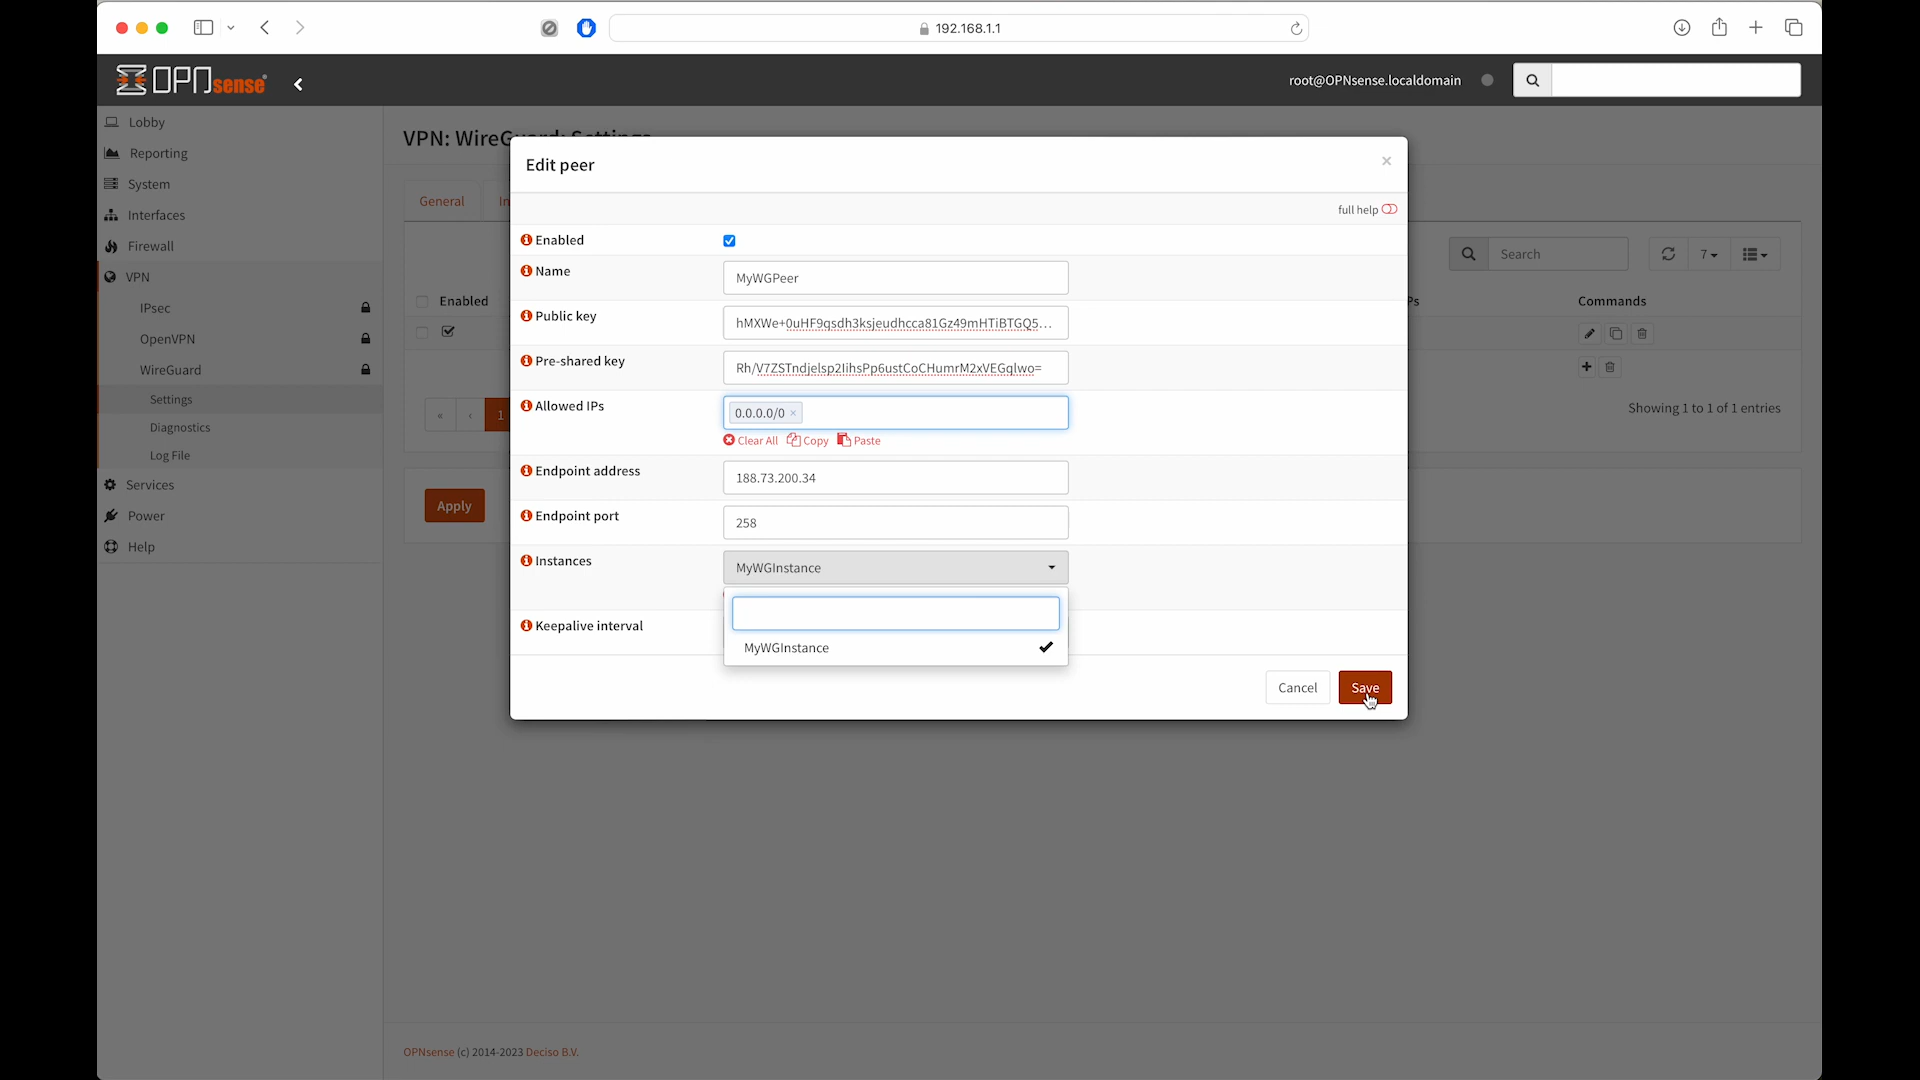 192.168.1.1
OPNsense
root@OPNsense.localdomain
Lobby
Reporting
System
Interfaces
Firewall
VPN
IPsec
OpenVPN
WireGuard
Settings
Diagnostics
Log File
Services
Power
Help
VPN: WireGuard: Settings
General
In
Search
7
Enabled
Ps
Commands
« ‹ 1
Showing 1 to 1 of 1 entries
Apply
Edit peer
×
full help
Enabled
Name
MyWGPeer
Public key
hMXWe+0uHF9qsdh3ksjeudhcca81Gz49mHTiBTGQ5...
Pre-shared key
Rh/V7ZSTndjelsp2IihsPp6ustCoCHumrM2xVEGqlwo=
Allowed IPs
0.0.0.0/0 ×
Clear All Copy Paste
Endpoint address
188.73.200.34
Endpoint port
258
Instances
MyWGInstance
MyWGInstance
Keepalive interval
Cancel
Save
OPNsense (c) 2014-2023 Deciso B.V.